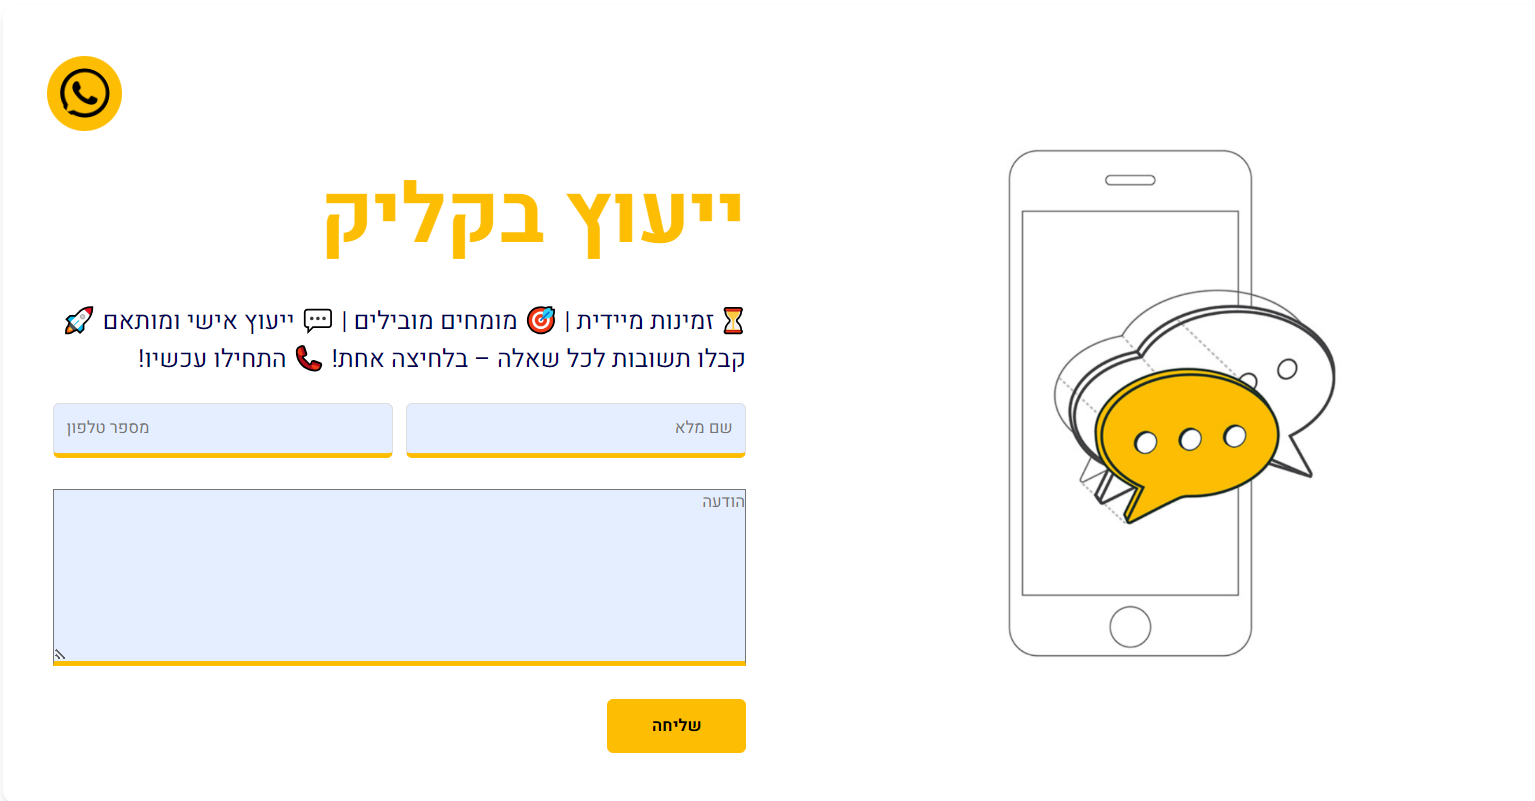 ייעוץ בקליק
⏳ זמינות מיידית | 🎯 מומחים מובילים | 💬 ייעוץ אישי ומותאם 🚀
קבלו תשובות לכל שאלה – בלחיצה אחת! 📞 התחילו עכשיו!
שם מלא
מספר טלפון
הודעה
שליחה